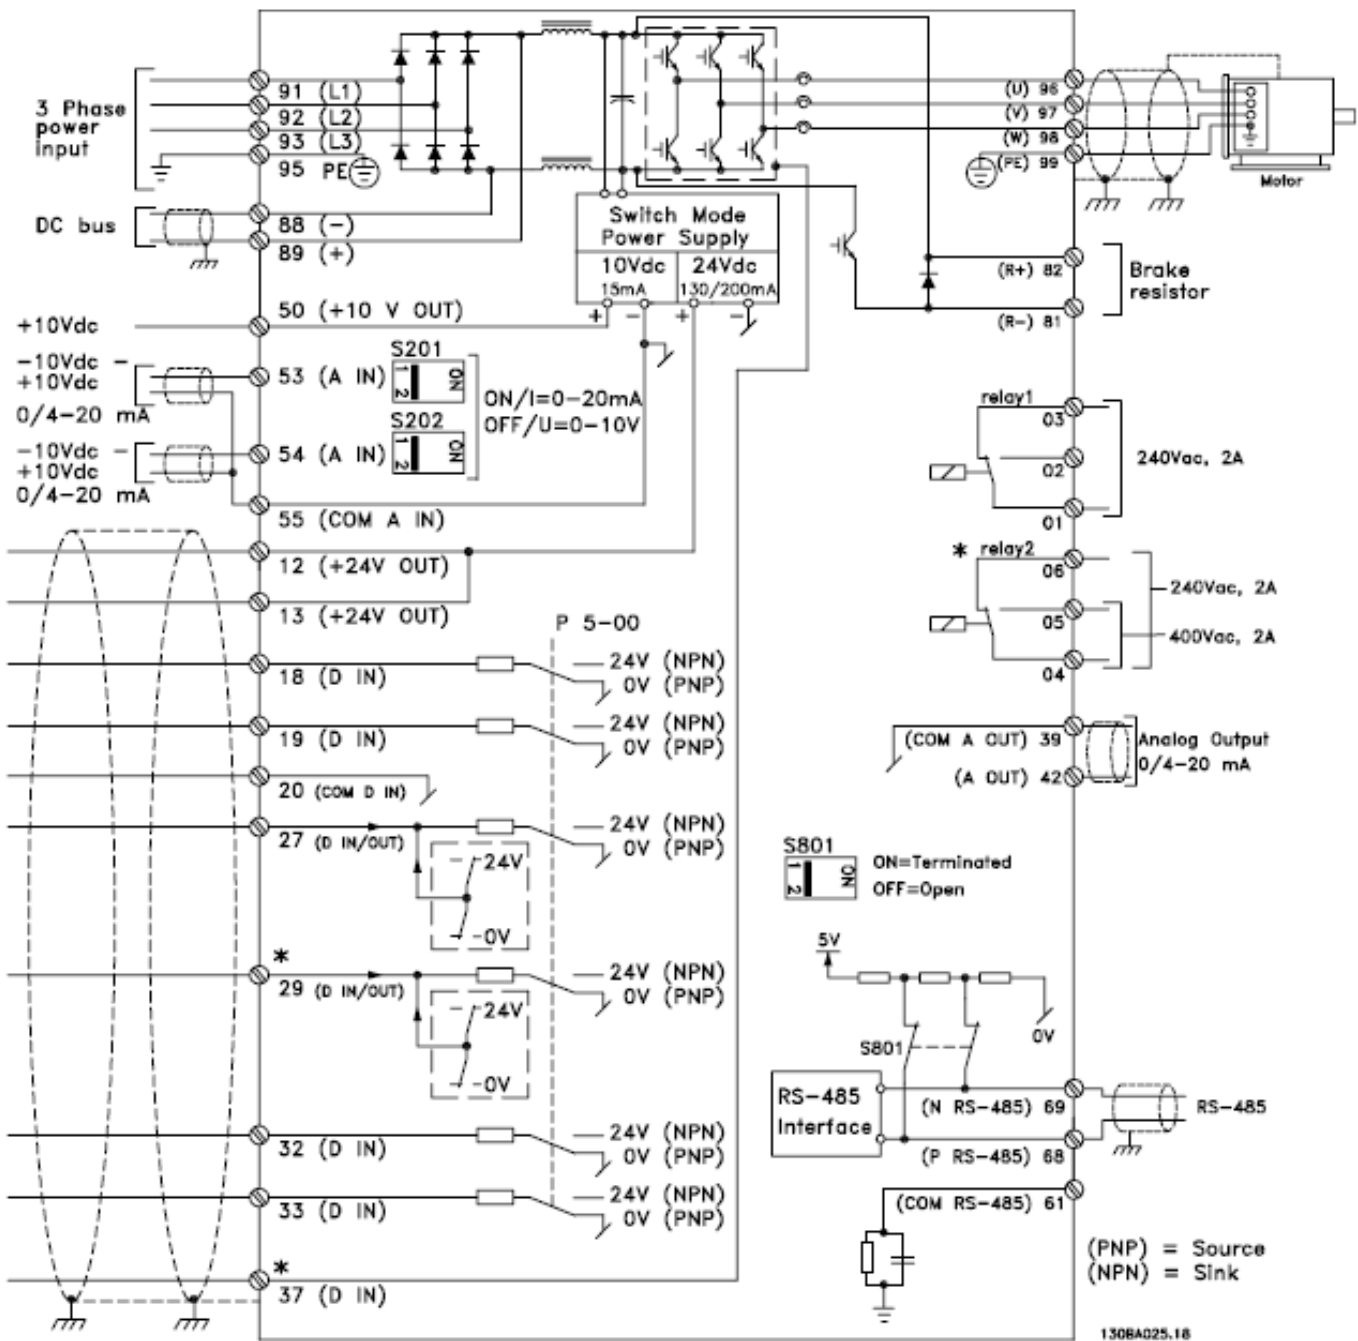 3 Phase
power
input
91 (L1)
92 (L2)
93 (L3)
95 PE
DC bus
88 (-)
89 (+)
Switch Mode
Power Supply
10Vdc
15mA
24Vdc
130/200mA
+ - + -
(U) 96
(V) 97
(W) 98
(PE) 99
Motor
(R+) 82
(R-) 81
Brake
resistor
+10Vdc
50 (+10 V OUT)
-10Vdc -
+10Vdc
0/4-20 mA
53 (A IN)
S201
1
2
ON
-10Vdc -
+10Vdc
0/4-20 mA
54 (A IN)
S202
1
2
ON
ON/I=0-20mA
OFF/U=0-10V
55 (COM A IN)
12 (+24V OUT)
13 (+24V OUT)
P 5-00
18 (D IN)
24V (NPN)
0V (PNP)
19 (D IN)
24V (NPN)
0V (PNP)
20 (COM D IN)
27 (D IN/OUT)
24V (NPN)
0V (PNP)
24V
0V
*
29 (D IN/OUT)
24V (NPN)
0V (PNP)
24V
0V
32 (D IN)
24V (NPN)
0V (PNP)
33 (D IN)
24V (NPN)
0V (PNP)
*
37 (D IN)
relay1
03
02
01
240Vac, 2A
* relay2
06
05
04
240Vac, 2A
400Vac, 2A
(COM A OUT) 39
(A OUT) 42
Analog Output
0/4-20 mA
S801
1
2
ON
ON=Terminated
OFF=Open
5V
0V
S801
RS-485
Interface
(N RS-485) 69
(P RS-485) 68
(COM RS-485) 61
RS-485
(PNP) = Source
(NPN) = Sink
130BA025.18